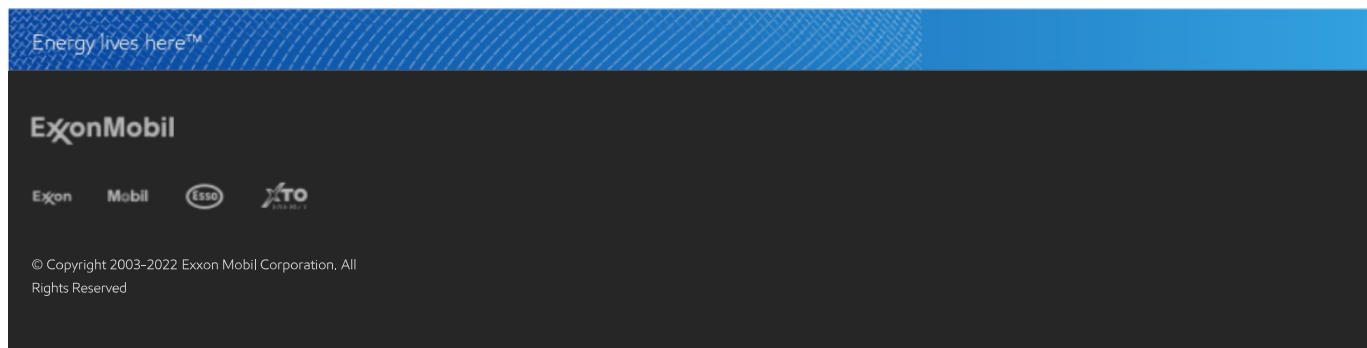 Energy lives here™
ExxonMobil
Exxon Mobil Esso XTO
© Copyright 2003-2022 Exxon Mobil Corporation. All
Rights Reserved